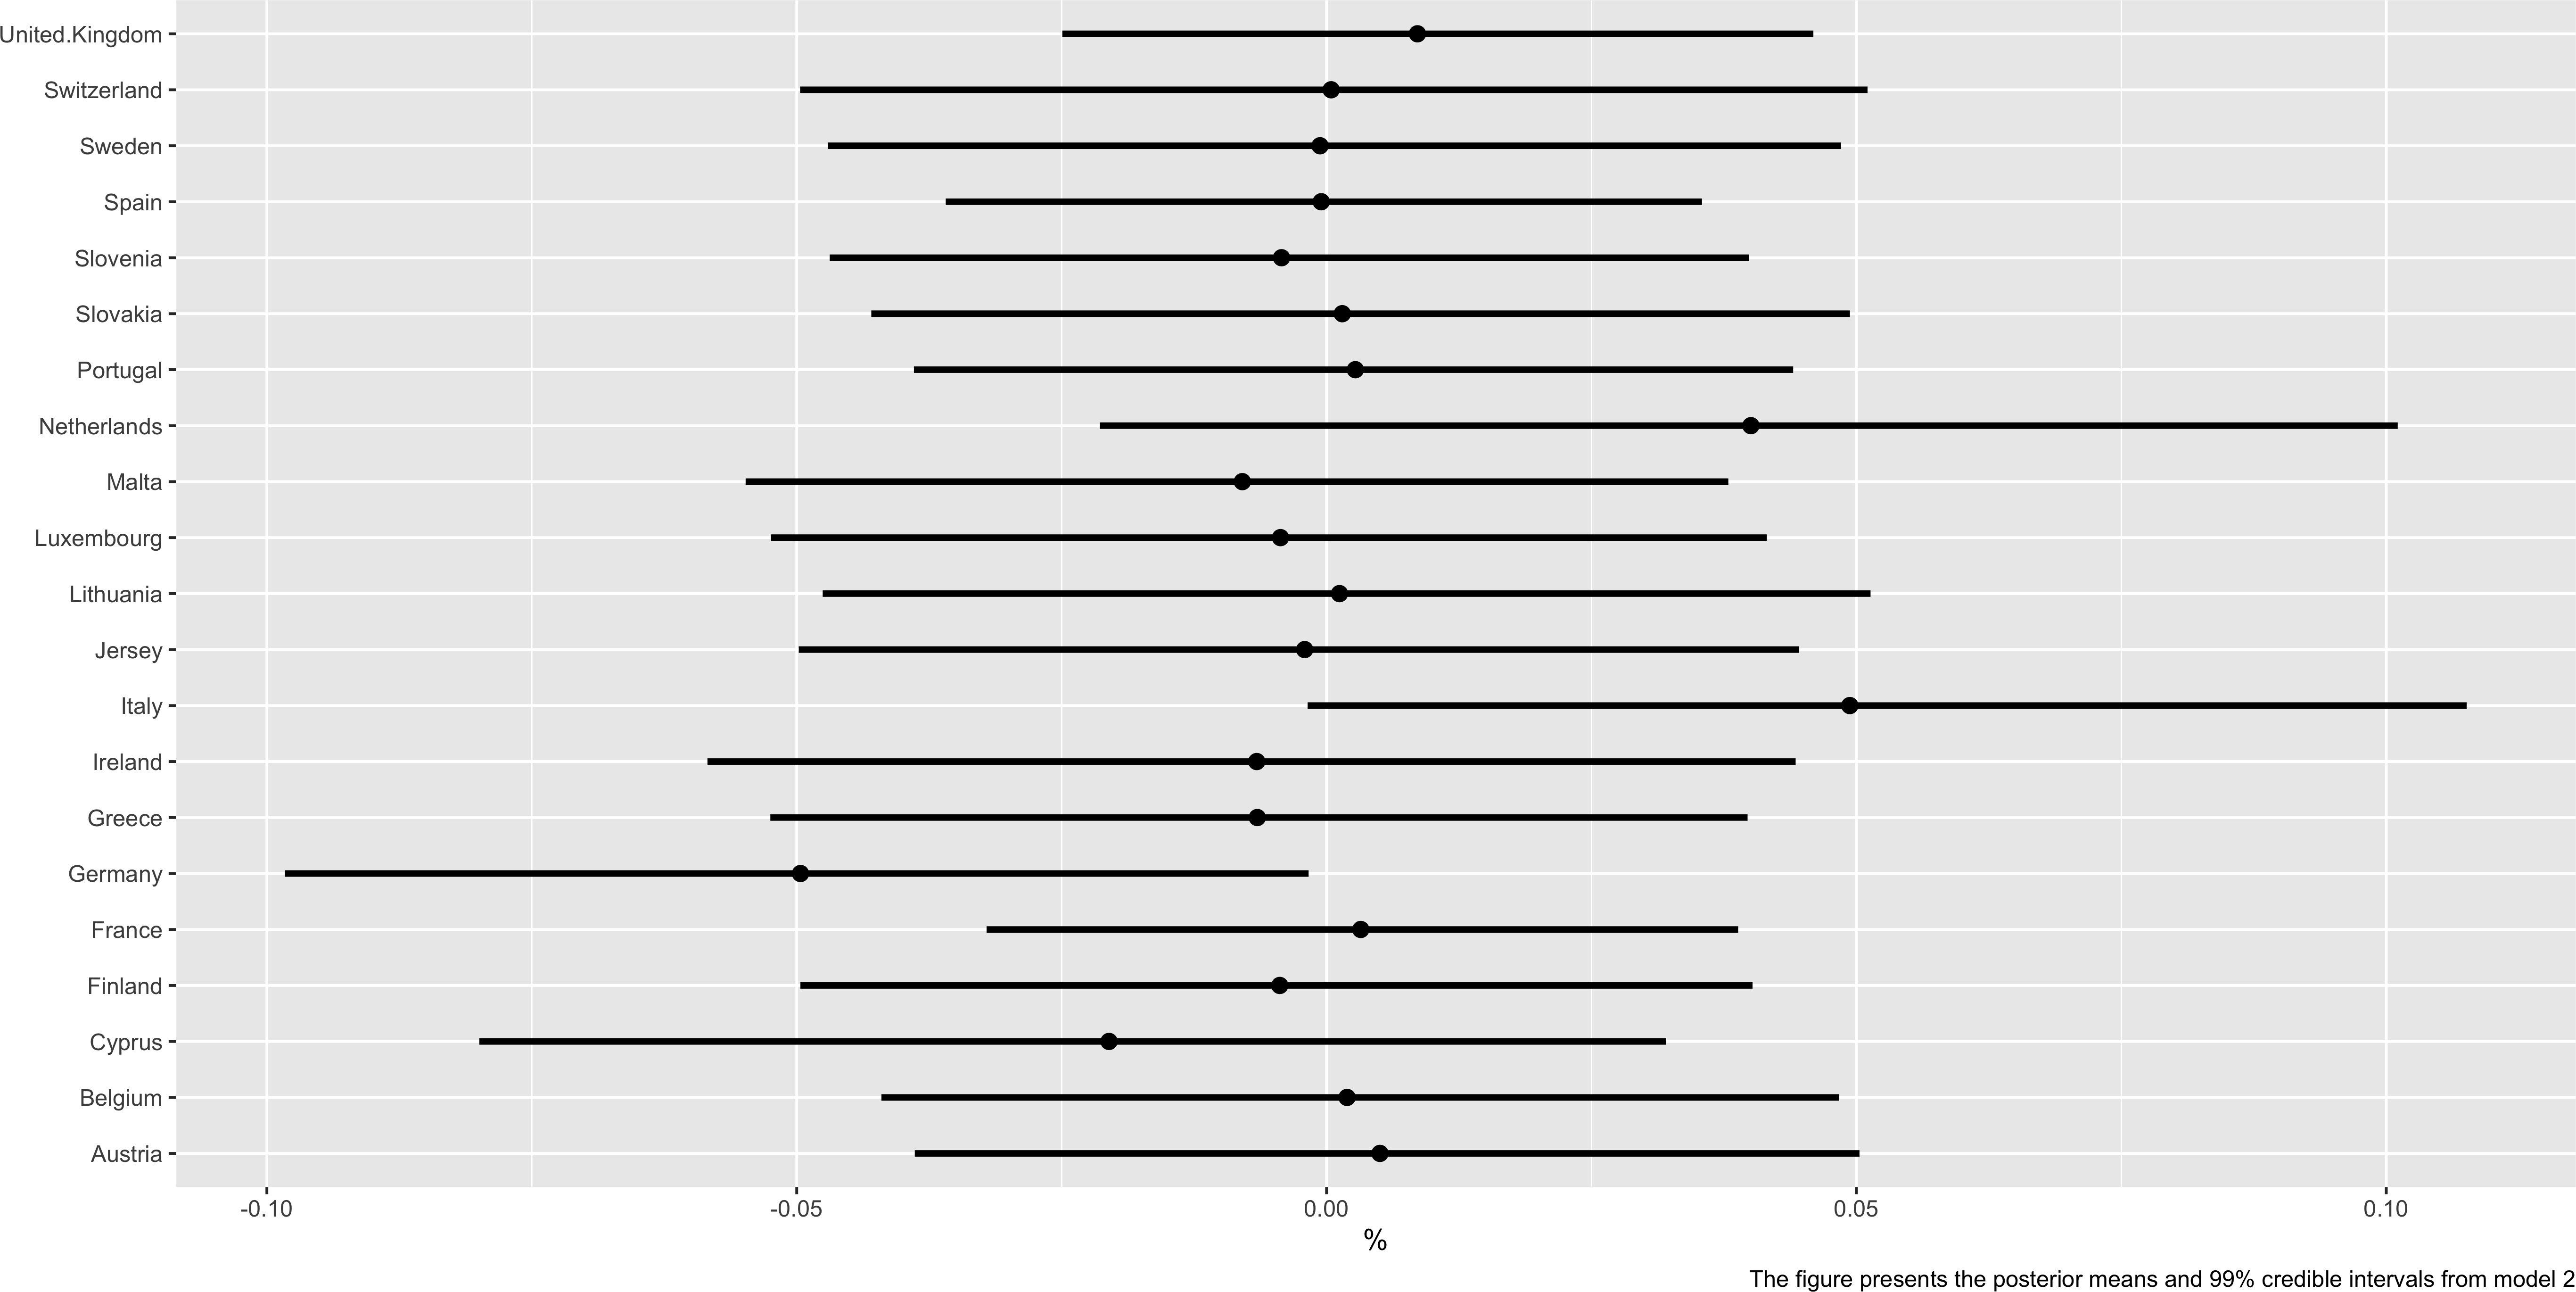 United.Kingdom
Switzerland
Sweden
Spain
Slovenia
Slovakia
Portugal
Netherlands
Malta
Luxembourg
Lithuania
Jersey
Italy
Ireland
Greece
Germany
France
Finland
Cyprus
Belgium
Austria
-0.10 -0.05 0.00 0.05 0.10
%
The figure presents the posterior means and 99% credible intervals from model 2